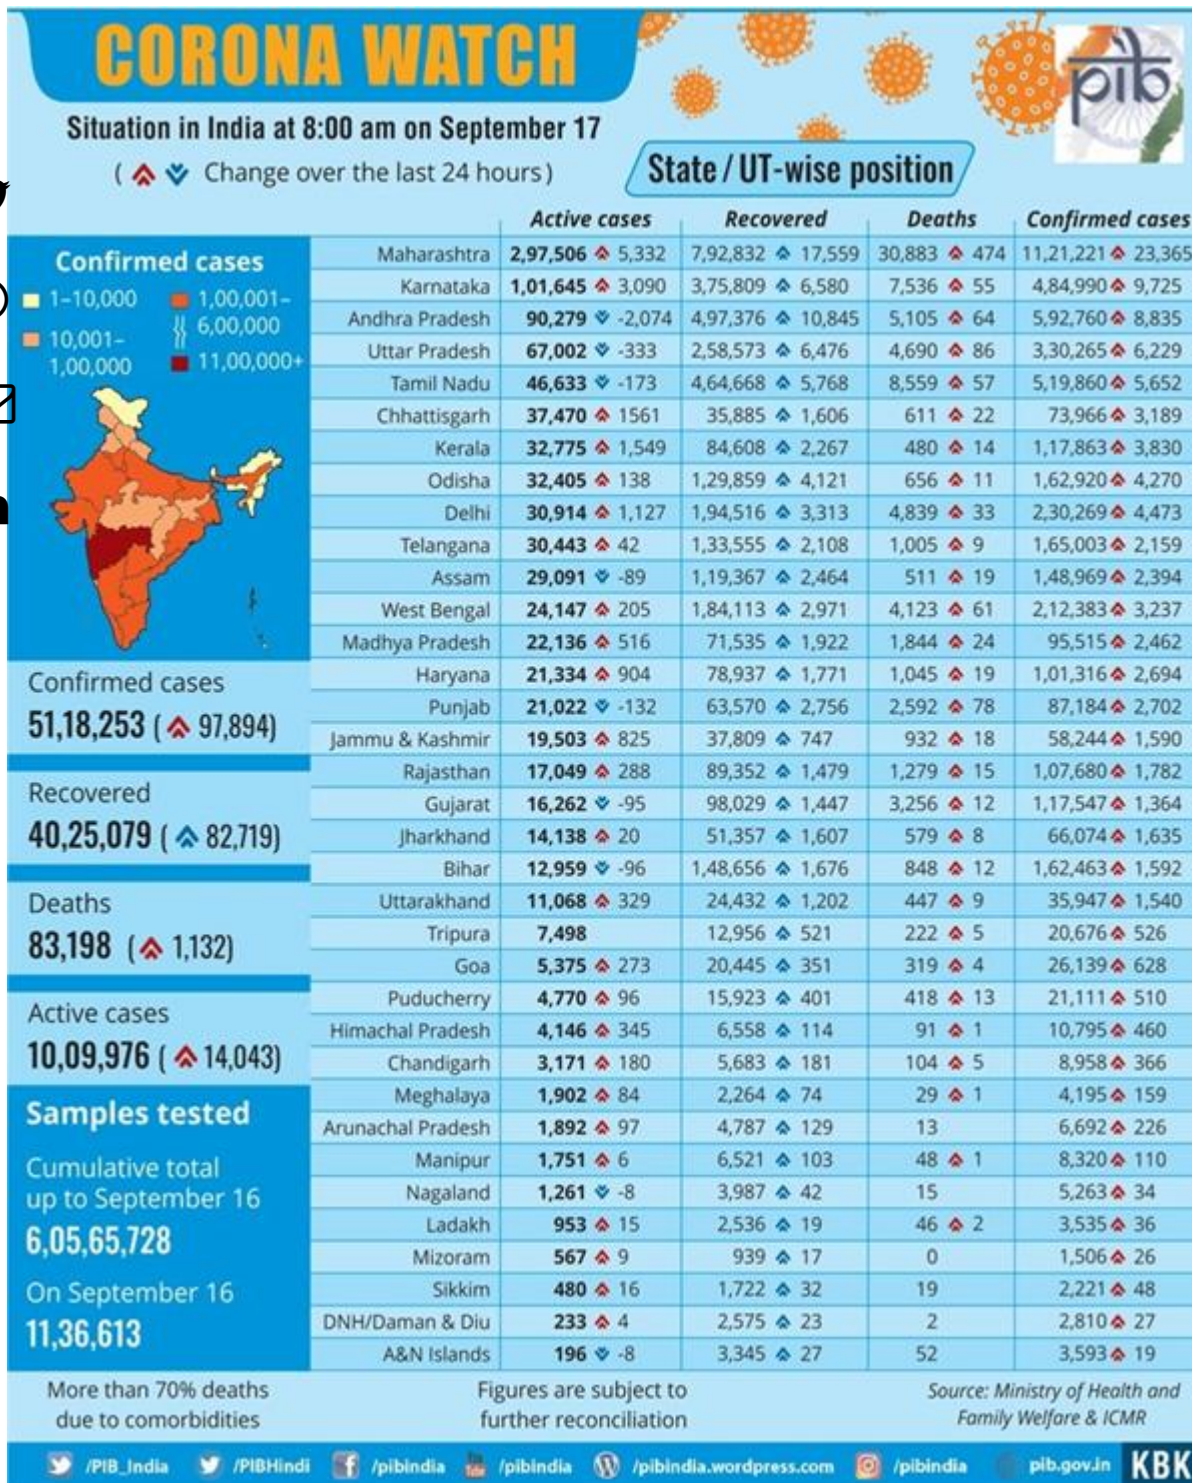 CORONA WATCH
pib
Situation in India at 8:00 am on September 17
( Change over the last 24 hours)
State / UT-wise position
Active cases Recovered Deaths Confirmed cases
Confirmed cases
1–10,000
10,001–
1,00,000
1,00,001–
6,00,000
11,00,000+
Maharashtra 2,97,506 5,332 7,92,832 17,559 30,883 474 11,21,221 23,365
Karnataka 1,01,645 3,090 3,75,809 6,580 7,536 55 4,84,990 9,725
Andhra Pradesh 90,279 -2,074 4,97,376 10,845 5,105 64 5,92,760 8,835
Uttar Pradesh 67,002 -333 2,58,573 6,476 4,690 86 3,30,265 6,229
Tamil Nadu 46,633 -173 4,64,668 5,768 8,559 57 5,19,860 5,652
Chhattisgarh 37,470 1561 35,885 1,606 611 22 73,966 3,189
Kerala 32,775 1,549 84,608 2,267 480 14 1,17,863 3,830
Odisha 32,405 138 1,29,859 4,121 656 11 1,62,920 4,270
Delhi 30,914 1,127 1,94,516 3,313 4,839 33 2,30,269 4,473
Telangana 30,443 42 1,33,555 2,108 1,005 9 1,65,003 2,159
Assam 29,091 -89 1,19,367 2,464 511 19 1,48,969 2,394
West Bengal 24,147 205 1,84,113 2,971 4,123 61 2,12,383 3,237
Madhya Pradesh 22,136 516 71,535 1,922 1,844 24 95,515 2,462
Haryana 21,334 904 78,937 1,771 1,045 19 1,01,316 2,694
Punjab 21,022 -132 63,570 2,756 2,592 78 87,184 2,702
Jammu & Kashmir 19,503 825 37,809 747 932 18 58,244 1,590
Rajasthan 17,049 288 89,352 1,479 1,279 15 1,07,680 1,782
Gujarat 16,262 -95 98,029 1,447 3,256 12 1,17,547 1,364
Jharkhand 14,138 20 51,357 1,607 579 8 66,074 1,635
Bihar 12,959 -96 1,48,656 1,676 848 12 1,62,463 1,592
Uttarakhand 11,068 329 24,432 1,202 447 9 35,947 1,540
Tripura 7,498 12,956 521 222 5 20,676 526
Goa 5,375 273 20,445 351 319 4 26,139 628
Puducherry 4,770 96 15,923 401 418 13 21,111 510
Himachal Pradesh 4,146 345 6,558 114 91 1 10,795 460
Chandigarh 3,171 180 5,683 181 104 5 8,958 366
Meghalaya 1,902 84 2,264 74 29 1 4,195 159
Arunachal Pradesh 1,892 97 4,787 129 13 6,692 226
Manipur 1,751 6 6,521 103 48 1 8,320 110
Nagaland 1,261 -8 3,987 42 15 5,263 34
Ladakh 953 15 2,536 19 46 2 3,535 36
Mizoram 567 9 939 17 0 1,506 26
Sikkim 480 16 1,722 32 19 2,221 48
DNH/Daman & Diu 233 4 2,575 23 2 2,810 27
A&N Islands 196 -8 3,345 27 52 3,593 19
Confirmed cases
51,18,253 ( 97,894)
Recovered
40,25,079 ( 82,719)
Deaths
83,198 ( 1,132)
Active cases
10,09,976 ( 14,043)
Samples tested
Cumulative total
up to September 16
6,05,65,728
On September 16
11,36,613
More than 70% deaths
due to comorbidities
Figures are subject to
further reconciliation
Source: Ministry of Health and
Family Welfare & ICMR
/PIB_India /PIBHindi /pibindia /pibindia /pibindia.wordpress.com /pibindia pib.gov.in KBK